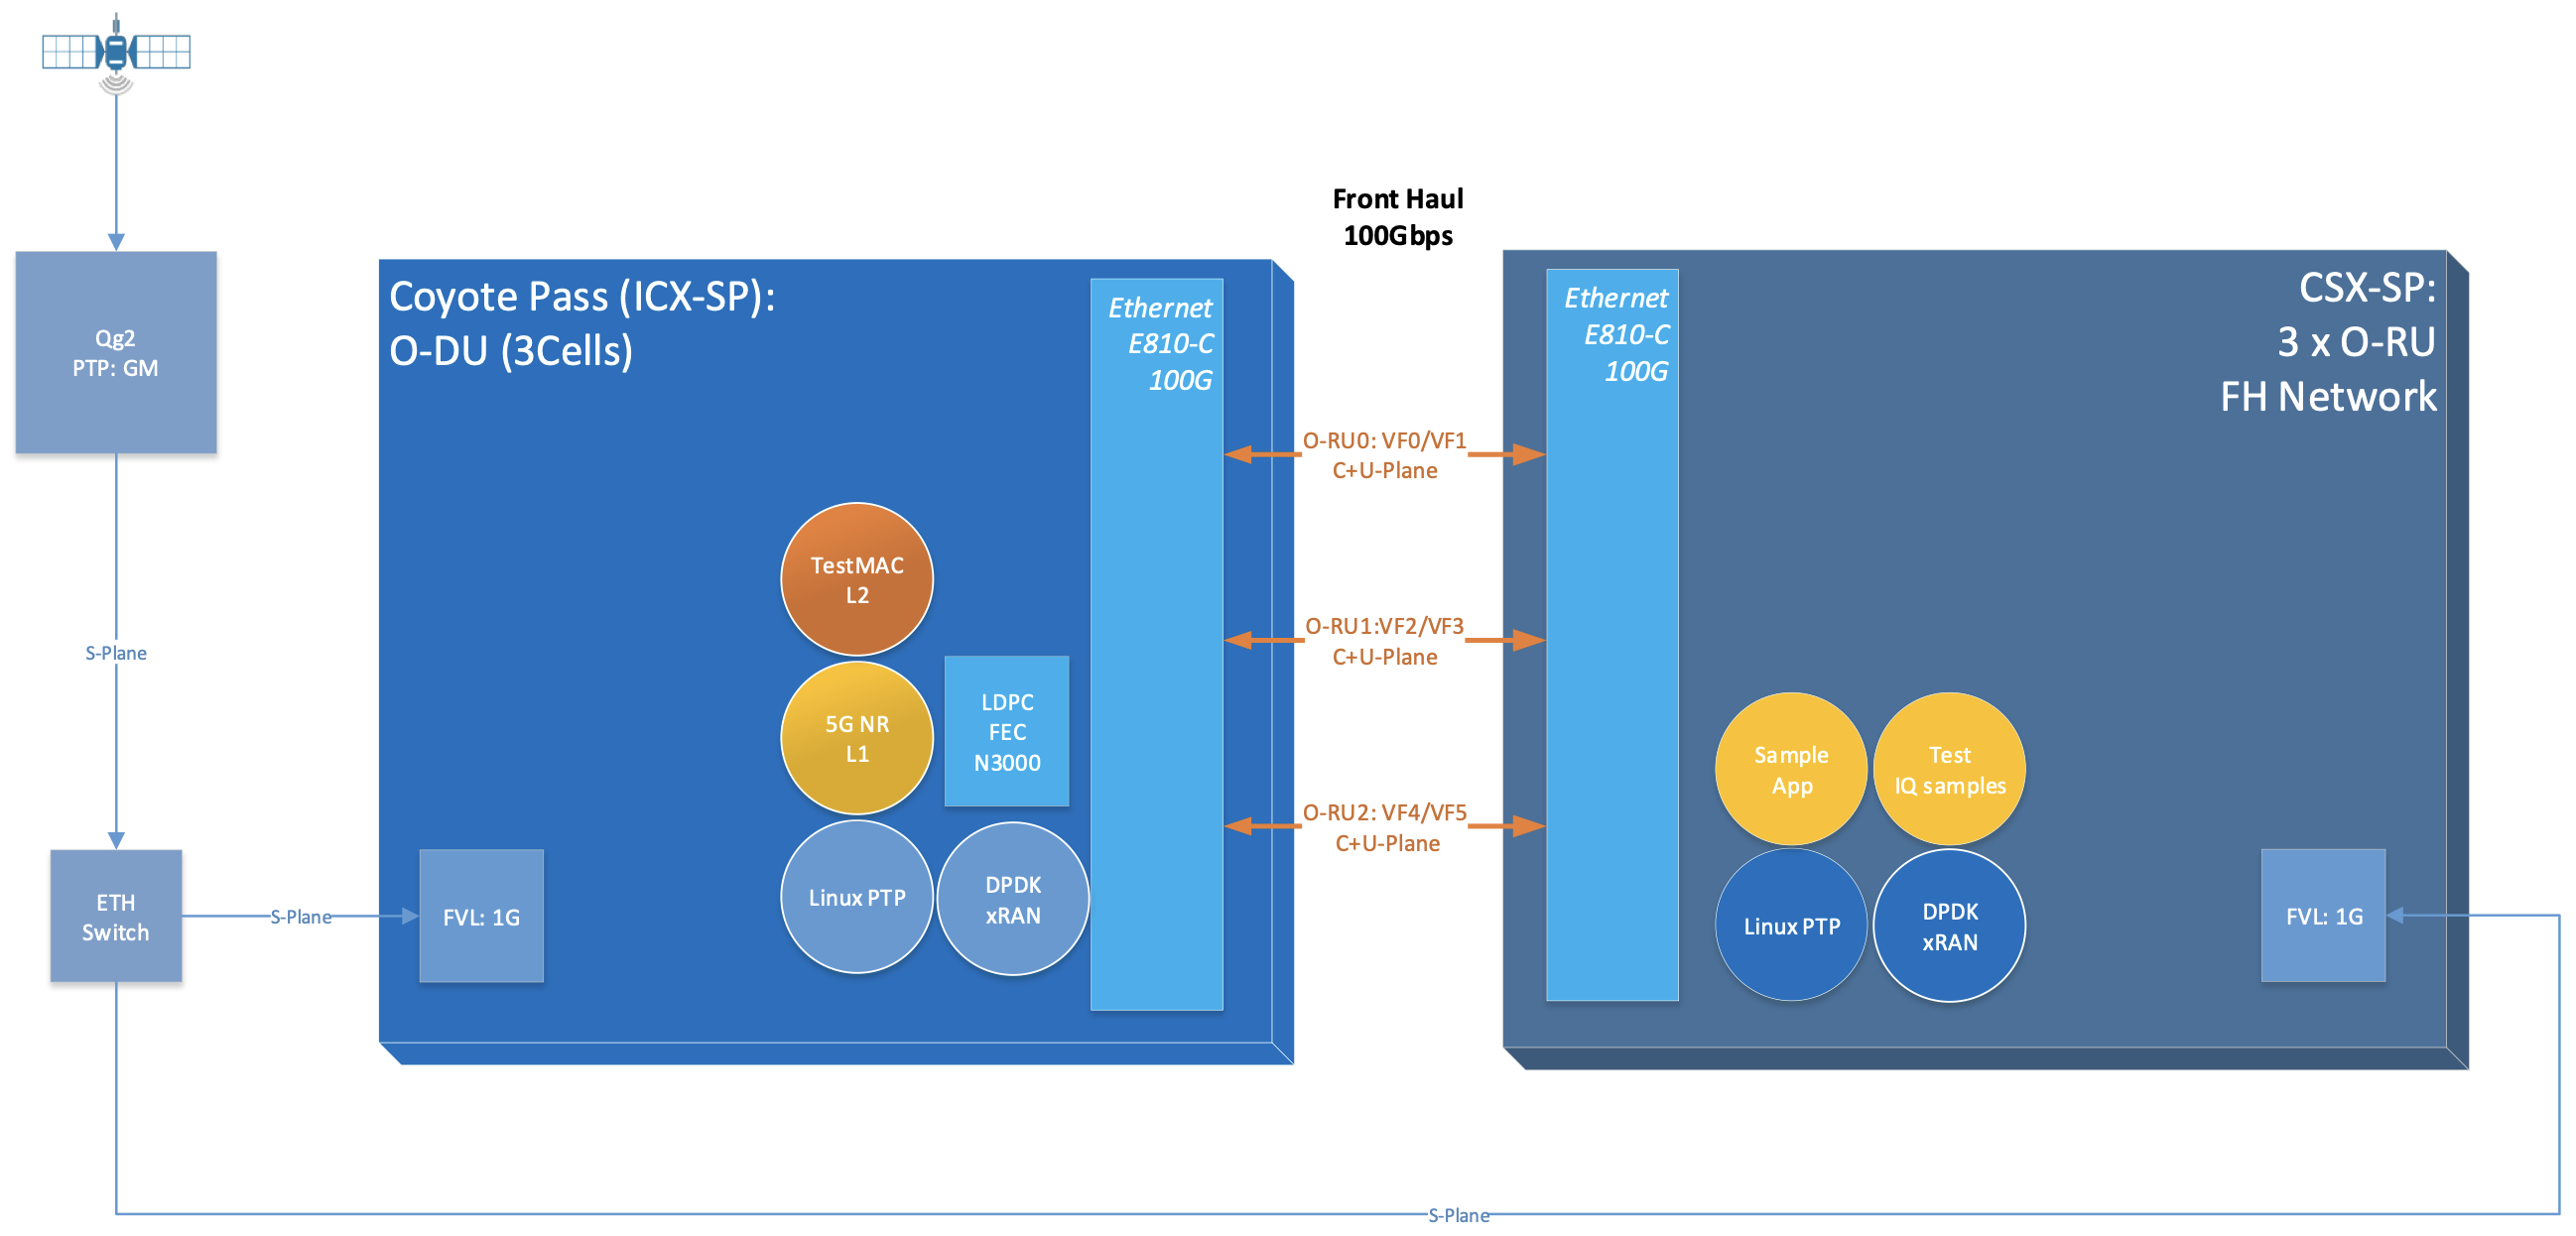 Front Haul
100Gbps
Qg2
PTP: GM
S-Plane
ETH
Switch
S-Plane
Coyote Pass (ICX-SP):
O-DU (3Cells)
Ethernet
E810-C
100G
TestMAC
L2
5G NR
L1
LDPC
FEC
N3000
Linux PTP
DPDK
xRAN
FVL: 1G
O-RU0: VF0/VF1
C+U-Plane
O-RU1:VF2/VF3
C+U-Plane
O-RU2: VF4/VF5
C+U-Plane
Ethernet
E810-C
100G
CSX-SP:
3 x O-RU
FH Network
Sample
App
Test
IQ samples
Linux PTP
DPDK
xRAN
FVL: 1G
S-Plane